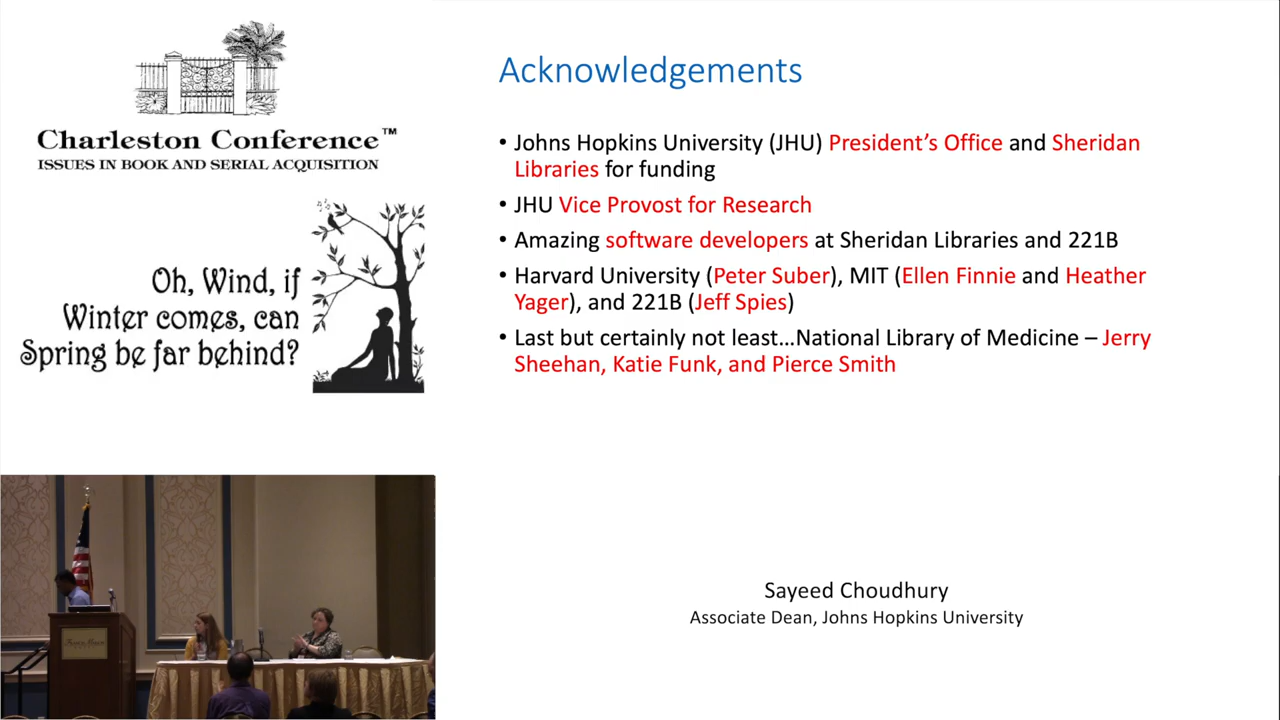 Charleston Conference™
ISSUES IN BOOK AND SERIAL ACQUISITION
Oh, Wind, if
Winter comes, can
Spring be far behind?
Acknowledgements
• Johns Hopkins University (JHU) President’s Office and Sheridan
Libraries for funding
• JHU Vice Provost for Research
• Amazing software developers at Sheridan Libraries and 221B
• Harvard University (Peter Suber), MIT (Ellen Finnie and Heather
Yager), and 221B (Jeff Spies)
• Last but certainly not least…National Library of Medicine – Jerry
Sheehan, Katie Funk, and Pierce Smith
Sayeed Choudhury
Associate Dean, Johns Hopkins University